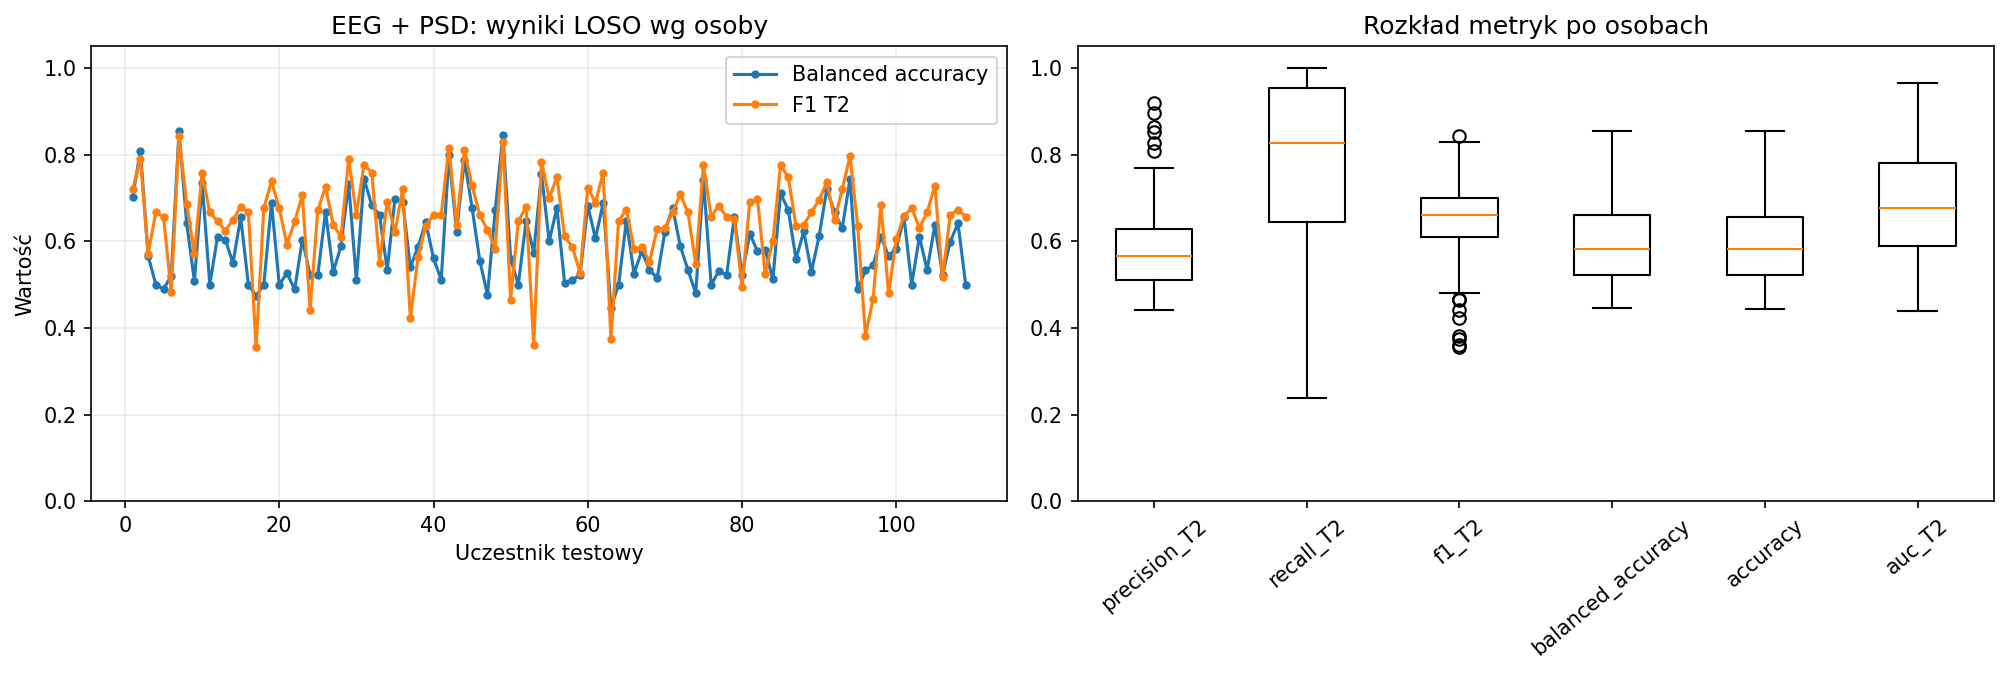 EEG + PSD: wyniki LOSO wg osoby
Balanced accuracy
F1 T2
Wartość
1.0
0.8
0.6
0.4
0.2
0.0
0 20 40 60 80 100
Uczestnik testowy
Rozkład metryk po osobach
1.0
0.8
0.6
0.4
0.2
0.0
precision_T2
recall_T2
f1_T2
balanced_accuracy
accuracy
auc_T2